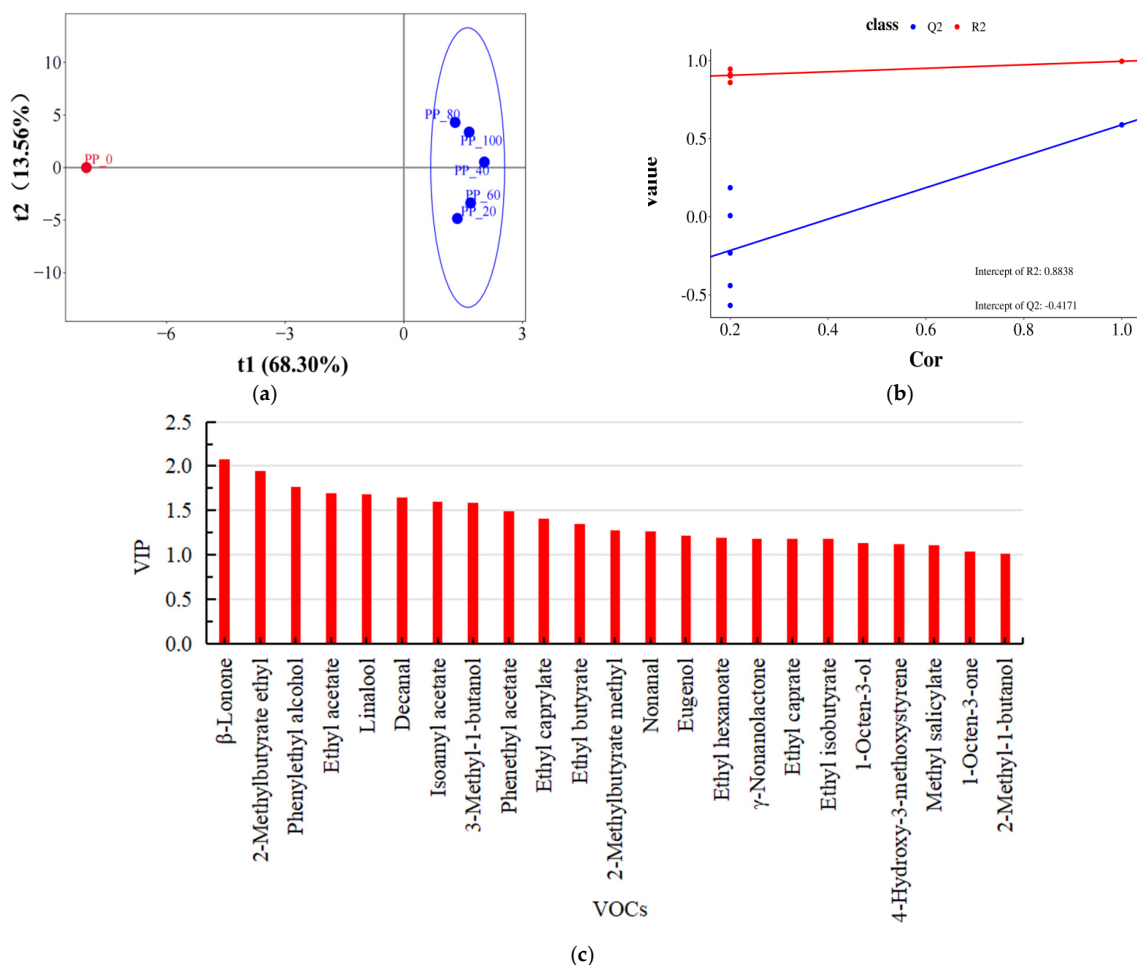 class Q2 R2
10
5
0
−5
−10
t2 (13.56%)
PP_0
PP_80
PP_100
PP_40
PP_60
PP_20
−6
−3
0
3
t1 (68.30%)
(a)
1.0
0.5
0.0
-0.5
value
Intercept of R2: 0.8838
Intercept of Q2: -0.4171
0.2
0.4
0.6
0.8
1.0
Cor
(b)
2.5
2.0
1.5
1.0
0.5
0.0
VIP
β-Lonone
2-Methylbutyrate ethyl
Phenylethyl alcohol
Ethyl acetate
Linalool
Decanal
Isoamyl acetate
3-Methyl-1-butanol
Phenethyl acetate
Ethyl caprylate
Ethyl butyrate
2-Methylbutyrate methyl
Nonanal
Eugenol
Ethyl hexanoate
γ-Nonanolactone
Ethyl caprate
Ethyl isobutyrate
1-Octen-3-ol
4-Hydroxy-3-methoxystyrene
Methyl salicylate
1-Octen-3-one
2-Methyl-1-butanol
VOCs
(c)